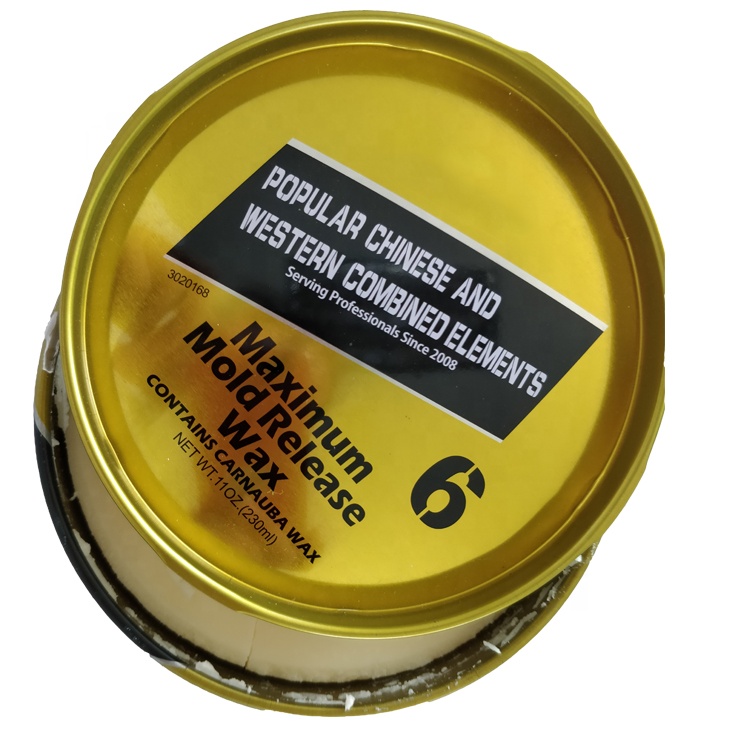 POPULAR CHINESE AND
WESTERN COMBINED ELEMENTS
Serving Professionals Since 2008
3020168
Maximum
Mold Release
Wax
CONTAINS CARNAUBA WAX
NET WT.11OZ.(230ml)
6